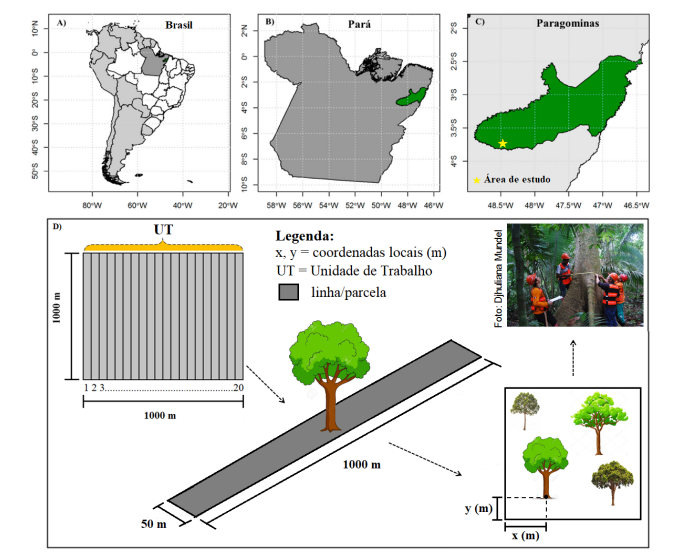 A) Brasil
10°N
0°
10°S
20°S
30°S
40°S
50°S
80°W 60°W 40°W 20°W
B) Pará
2°N
0°
2°S
4°S
6°S
8°S
10°S
58°W 56°W 54°W 52°W 50°W 48°W 46°W
C) Paragominas
2°S
2.5°S
3°S
3.5°S
4°S
Área de estudo
48.5°W 48°W 47.5°W 47°W 46.5°W
D)
UT
1000 m
1 2 3...........................................20
1000 m
Legenda:
x, y = coordenadas locais (m)
UT = Unidade de Trabalho
linha/parcela
Foto: Djhuliana Mundel
1000 m
50 m
y (m)
x (m)